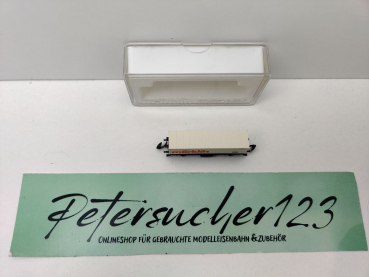 Petersucher123
ONLINESHOP FÜR GEBRAUCHTE MODELLEISENBAHN & ZUBEHÖR